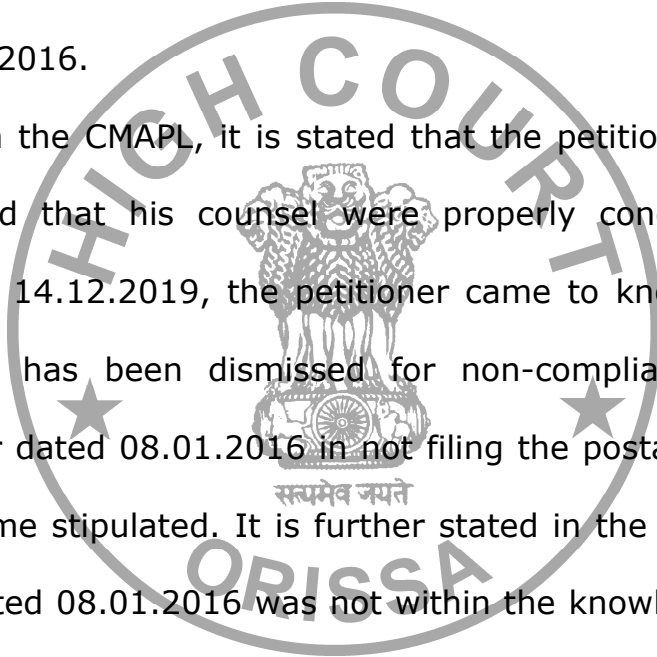 2016.
the CMAPL, it is stated that the petitio
d that his counsel were properly con
14.12.2019, the petitioner came to kn
has been dismissed for non-complia
dated 08.01.2016 in not filing the posta
me stipulated. It is further stated in the
ted 08.01.2016 was not within the knowl
HIGH COURT
सत्यमेव जयते
ORISSA